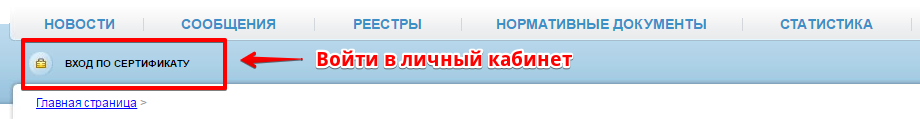 НОВОСТИ СООБЩЕНИЯ РЕЕСТРЫ НОРМАТИВНЫЕ ДОКУМЕНТЫ СТАТИСТИКА
ВХОД ПО СЕРТИФИКАТУ Войти в личный кабинет
Главная страница >